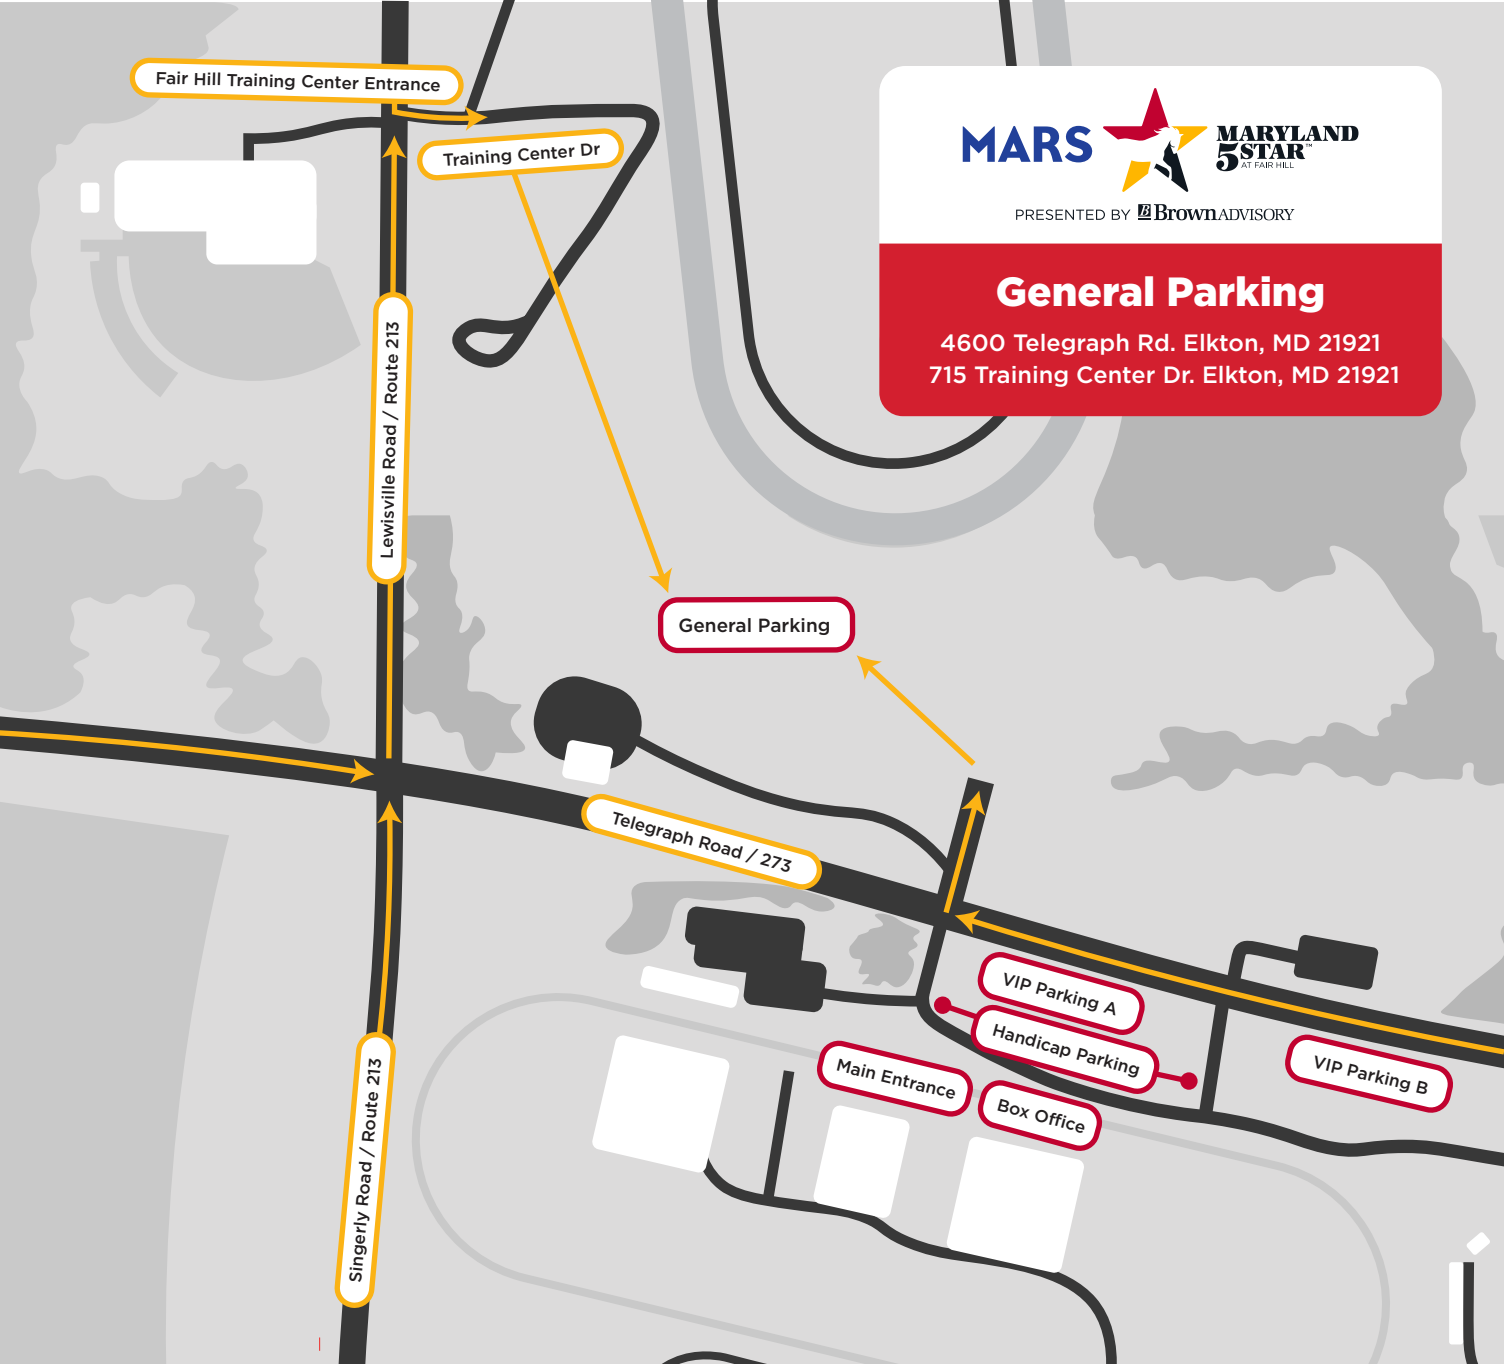 Fair Hill Training Center Entrance
Training Center Dr
MARS
MARYLAND
5 STAR™
AT FAIR HILL
PRESENTED BY B Brown ADVISORY
General Parking
4600 Telegraph Rd. Elkton, MD 21921
715 Training Center Dr. Elkton, MD 21921
Lewisville Road / Route 213
General Parking
Telegraph Road / 273
VIP Parking A
Handicap Parking
Main Entrance
VIP Parking B
Box Office
Singerly Road / Route 213